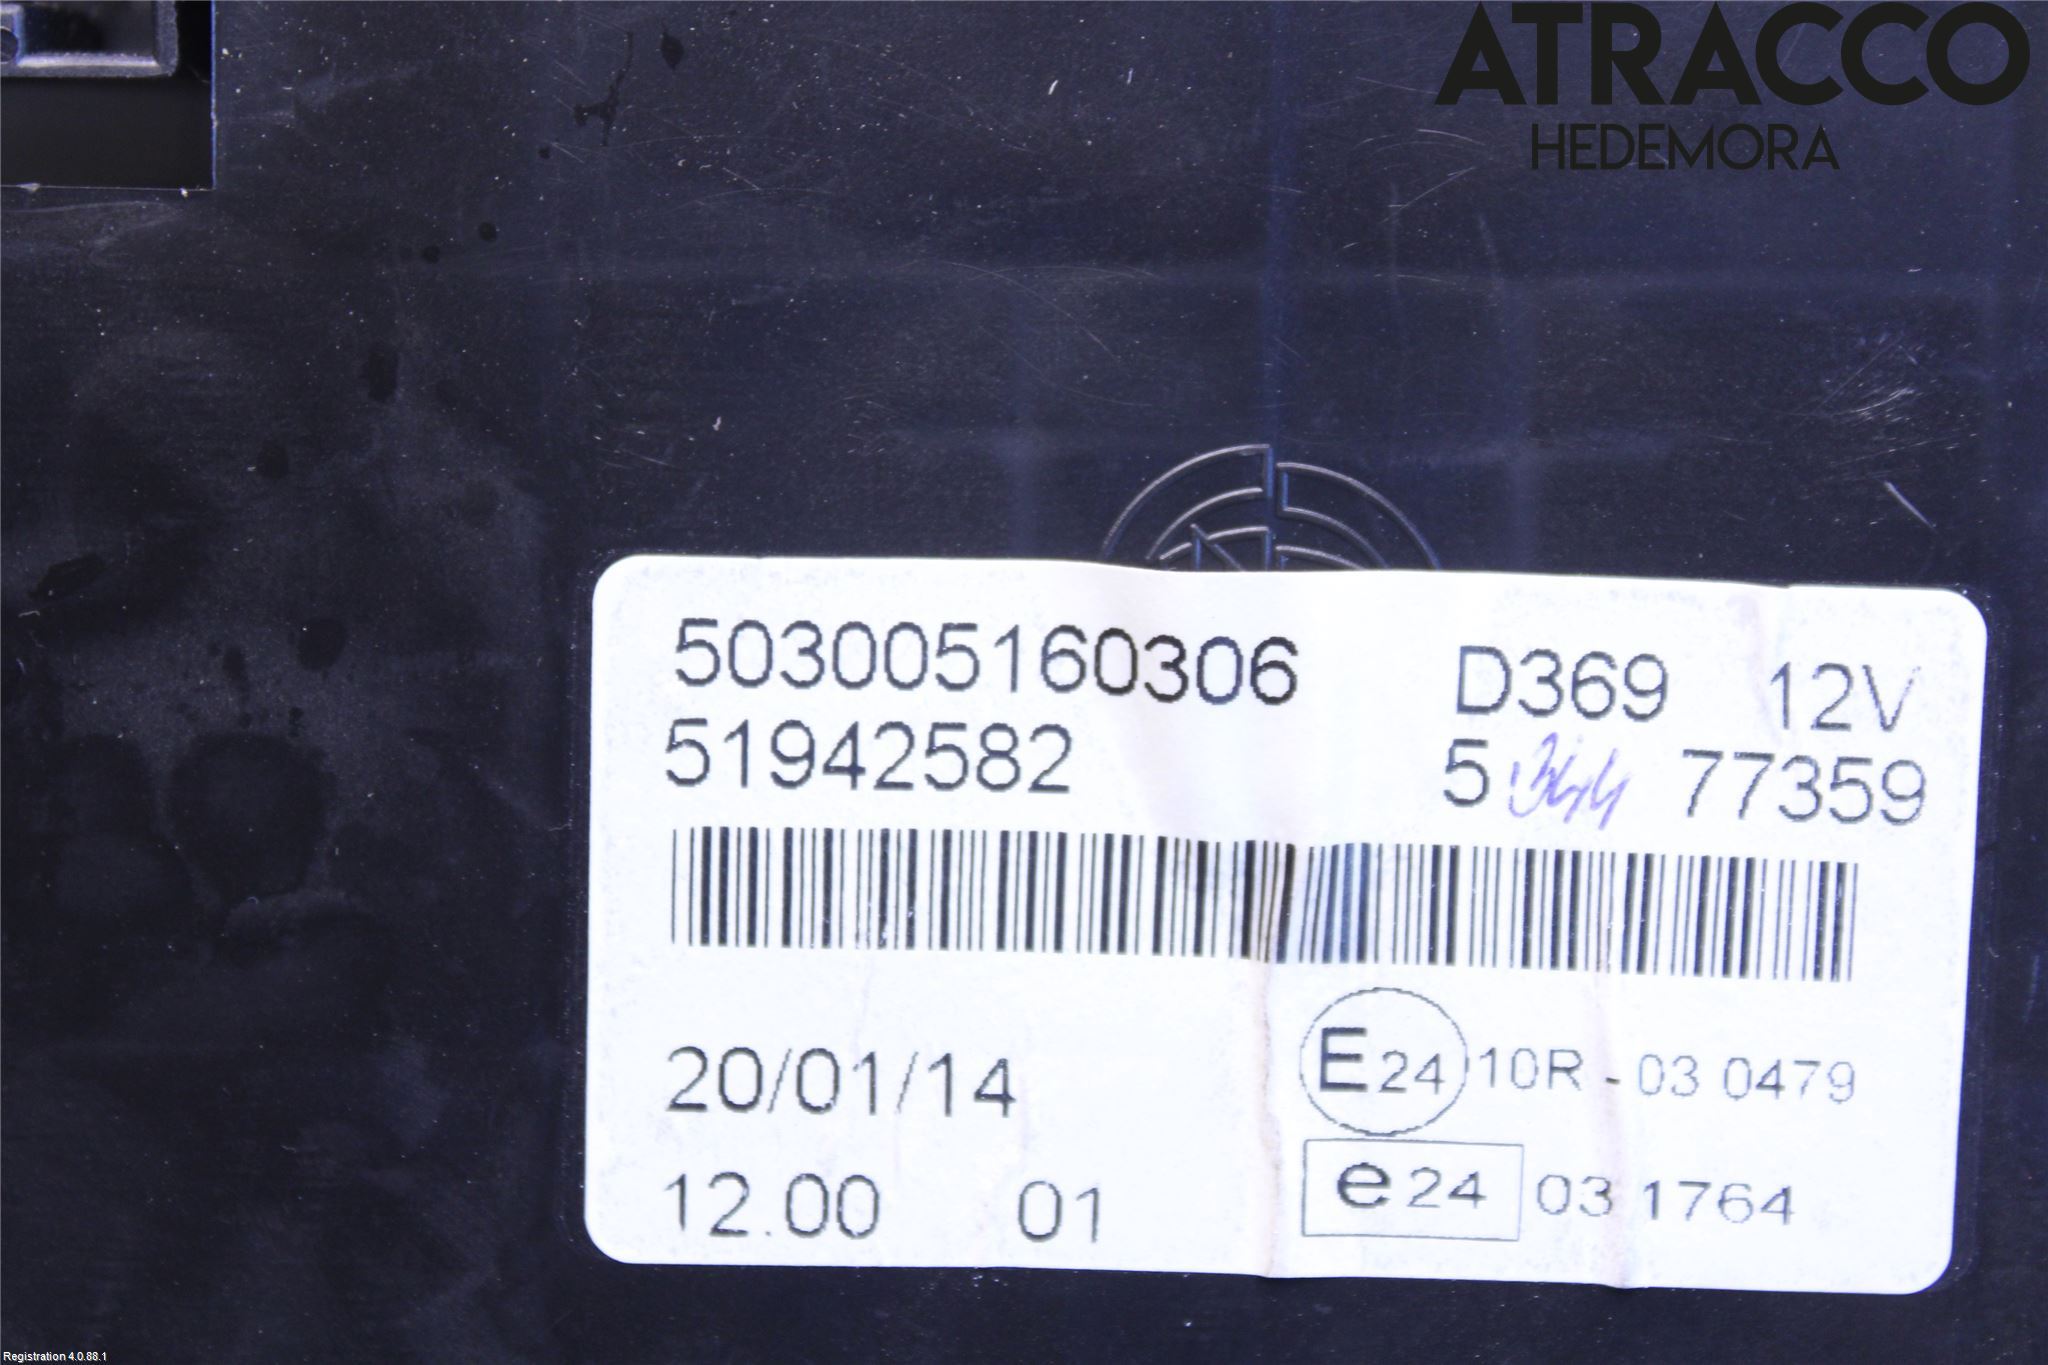 ATRACCO
HEDEMORA
503005160306 D369 12V
51942582 5 344 77359
20/01/14 E24 10R - 03 0479
12.00 01 e24 03 1764
Registration 4.0.88.1